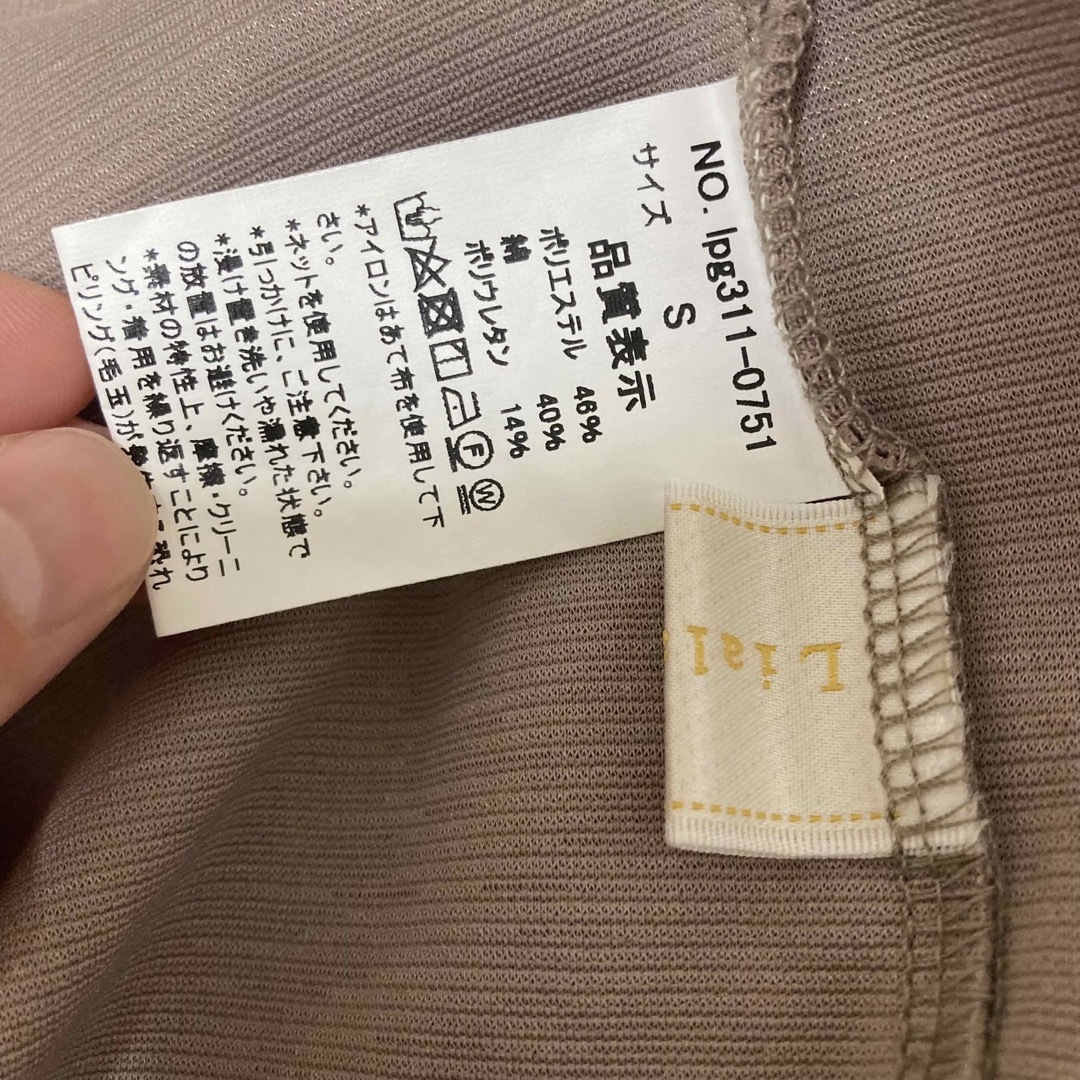 NO. lpg311-0751
サイズ S
品質表示
ポリエステル 46%
綿 40%
ポリウレタン 14%
F W
*アイロンはあて布を使用して下
さい。
*ネットを使用してください。
*引っかけに、ご注意下さい。
*浸け置き洗いや濡れた状態で
の放置はお避けください。
*素材の特性上、摩擦・クリーニ
ング・着用を繰り返すことにより
ピリング(毛玉)が
恐れ
Lial